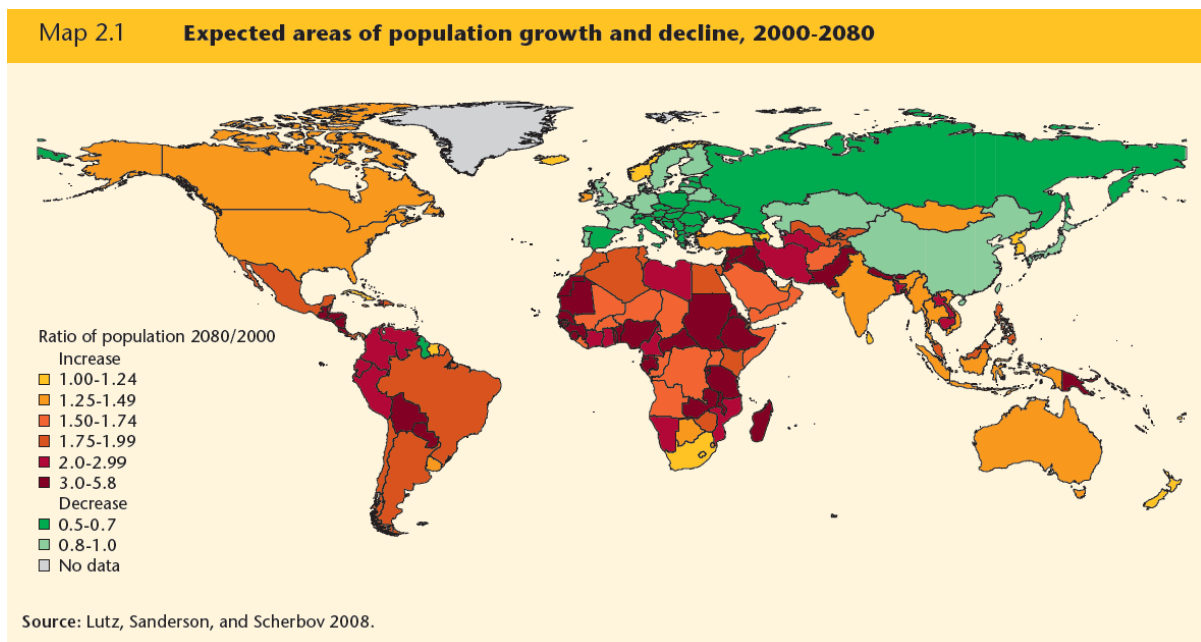 Map 2.1 Expected areas of population growth and decline, 2000-2080
Ratio of population 2080/2000
Increase
1.00-1.24
1.25-1.49
1.50-1.74
1.75-1.99
2.0-2.99
3.0-5.8
Decrease
0.5-0.7
0.8-1.0
No data
Source: Lutz, Sanderson, and Scherbov 2008.